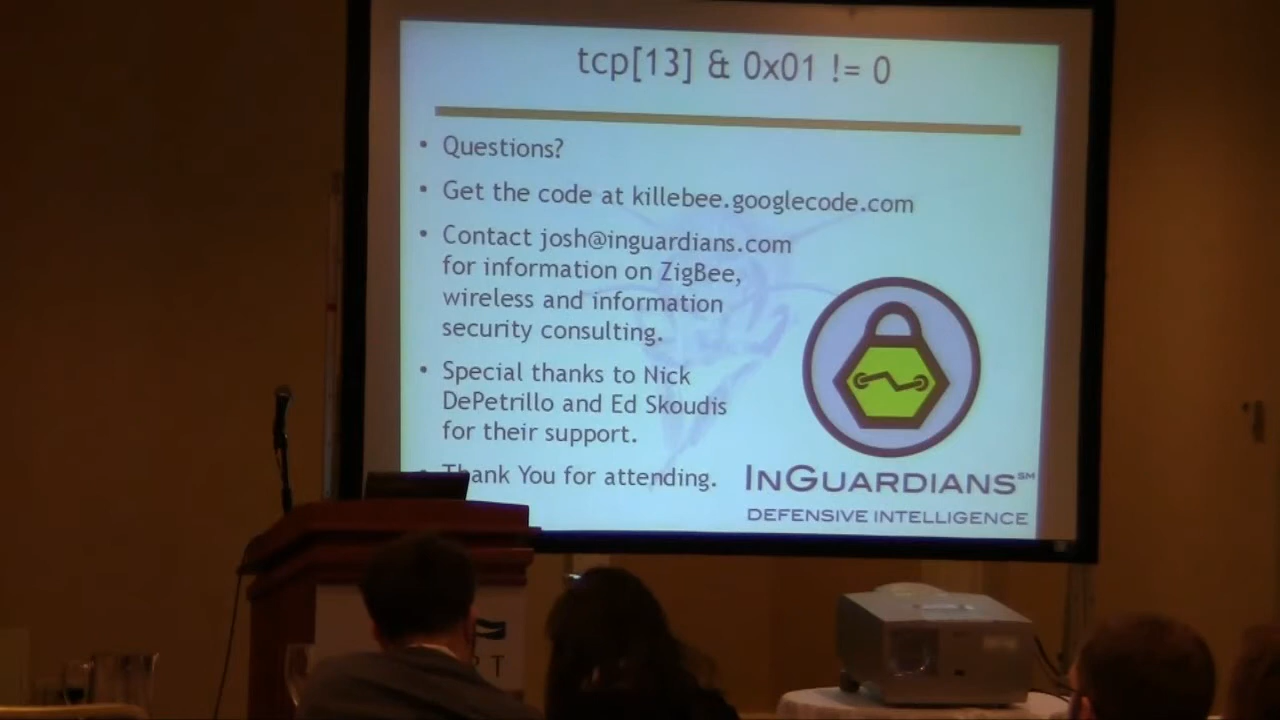 tcp[13] & 0x01 != 0
• Questions?
• Get the code at killebee.googlecode.com
• Contact josh@inguardians.com
for information on ZigBee,
wireless and information
security consulting.
• Special thanks to Nick
DePetrillo and Ed Skoudis
for their support.
• Thank You for attending.
INGUARDIANS℠
DEFENSIVE INTELLIGENCE